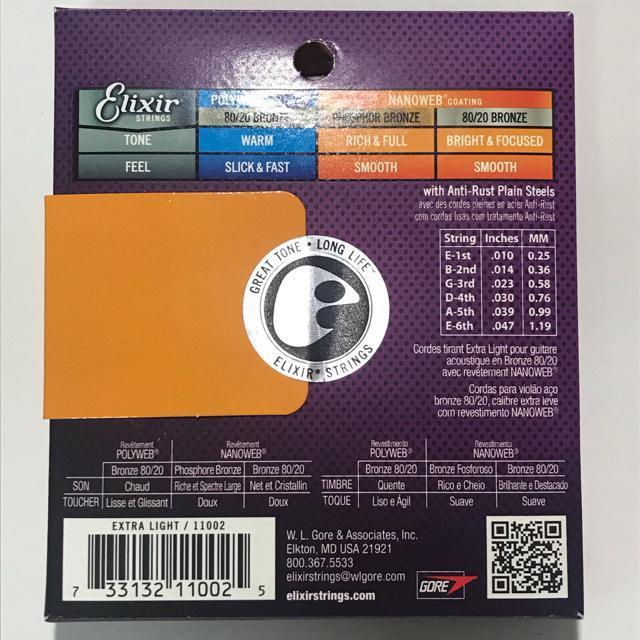 Elixir
STRINGS
NANOWEB® COATING
80/20 BRONZE PHOSPHOR BRONZE 80/20 BRONZE
TONE WARM RICH & FULL BRIGHT & FOCUSED
FEEL SLICK & FAST SMOOTH SMOOTH
with Anti-Rust Plain Steels
avec des cordes pleines en acier Anti-Rust
con cordas lisas com tratamento Anti-Rust
String Inches MM
E-1st .010 0.25
B-2nd .014 0.36
G-3rd .023 0.58
D-4th .030 0.76
A-5th .039 0.99
E-6th .047 1.19
GREAT TONE • LONG LIFE™
ELIXIR® STRINGS
Cordes tirant Extra Light pour guitare
acoustique en Bronze 80/20
avec revêtement NANOWEB®
Cordas para violão aço
bronze 80/20, calibre extra leve
com revestimento NANOWEB®
Revêtement POLYWEB® Revêtement NANOWEB®
Bronze 80/20 Phosphore Bronze Bronze 80/20
SON Chaud Riche et Spectre Large Net et Cristallin
TOUCHER Lisse et Glissant Doux Doux
Revestimento POLYWEB® Revestimento NANOWEB®
Bronze 80/20 Bronze Fosforoso Bronze 80/20
TIMBRE Quente Rico e Cheio Brilhante e Destacado
TOQUE Liso e Ágil Suave Suave
EXTRA LIGHT / 11002
7 33132 11002 5
W. L. Gore & Associates, Inc.
Elkton, MD USA 21921
800.367.5533
elixirstrings@wlgore.com
elixirstrings.com
GORE